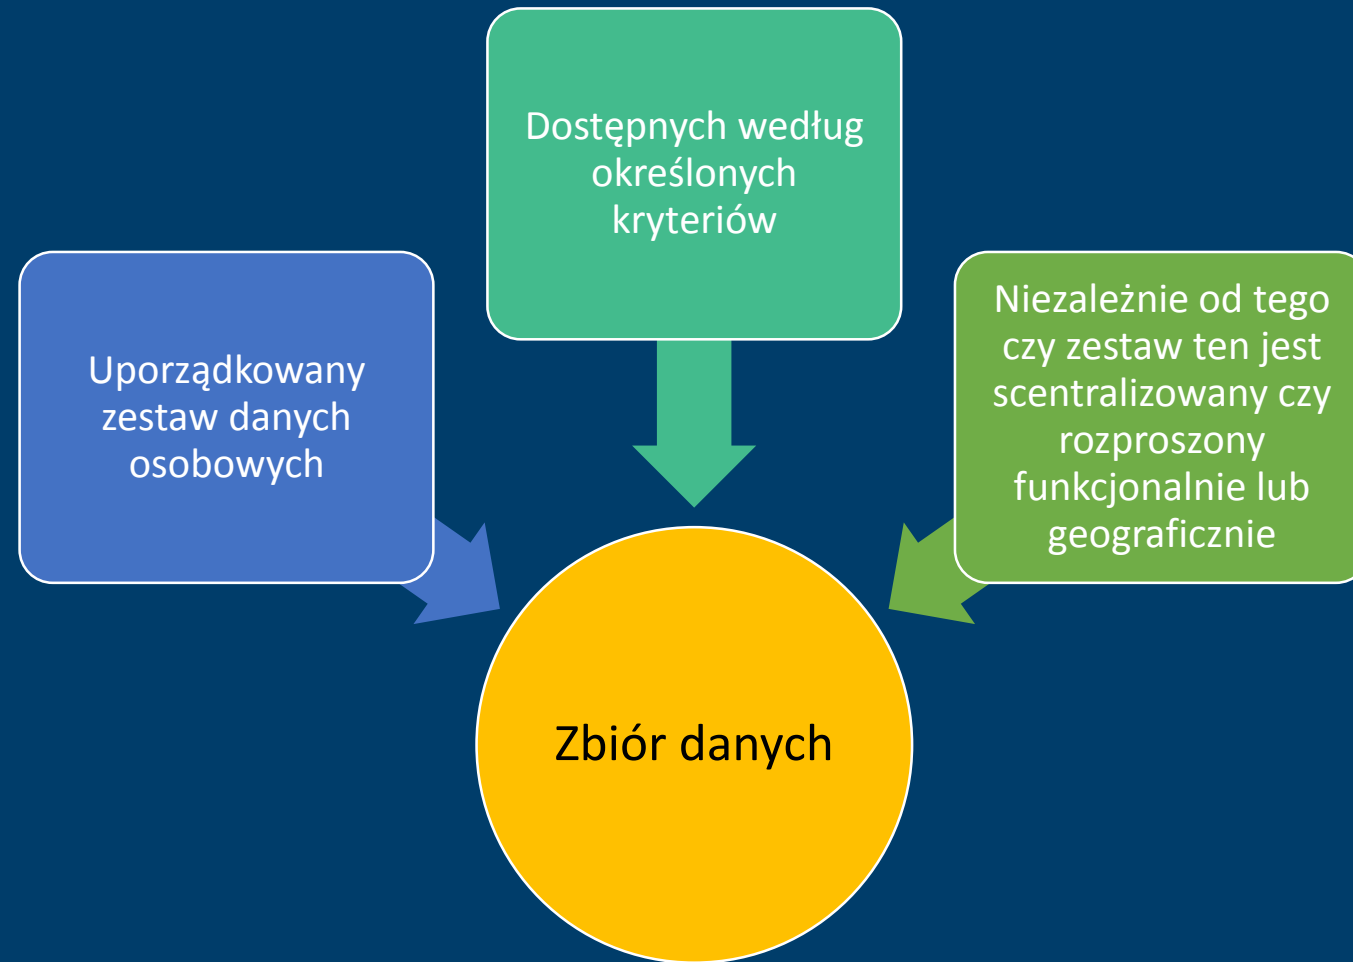 Dostępnych według
określonych
kryteriów
Uporządkowany
zestaw danych
osobowych
Niezależnie od tego
czy zestaw ten jest
scentralizowany czy
rozproszony
funkcjonalnie lub
geograficznie
Zbiór danych